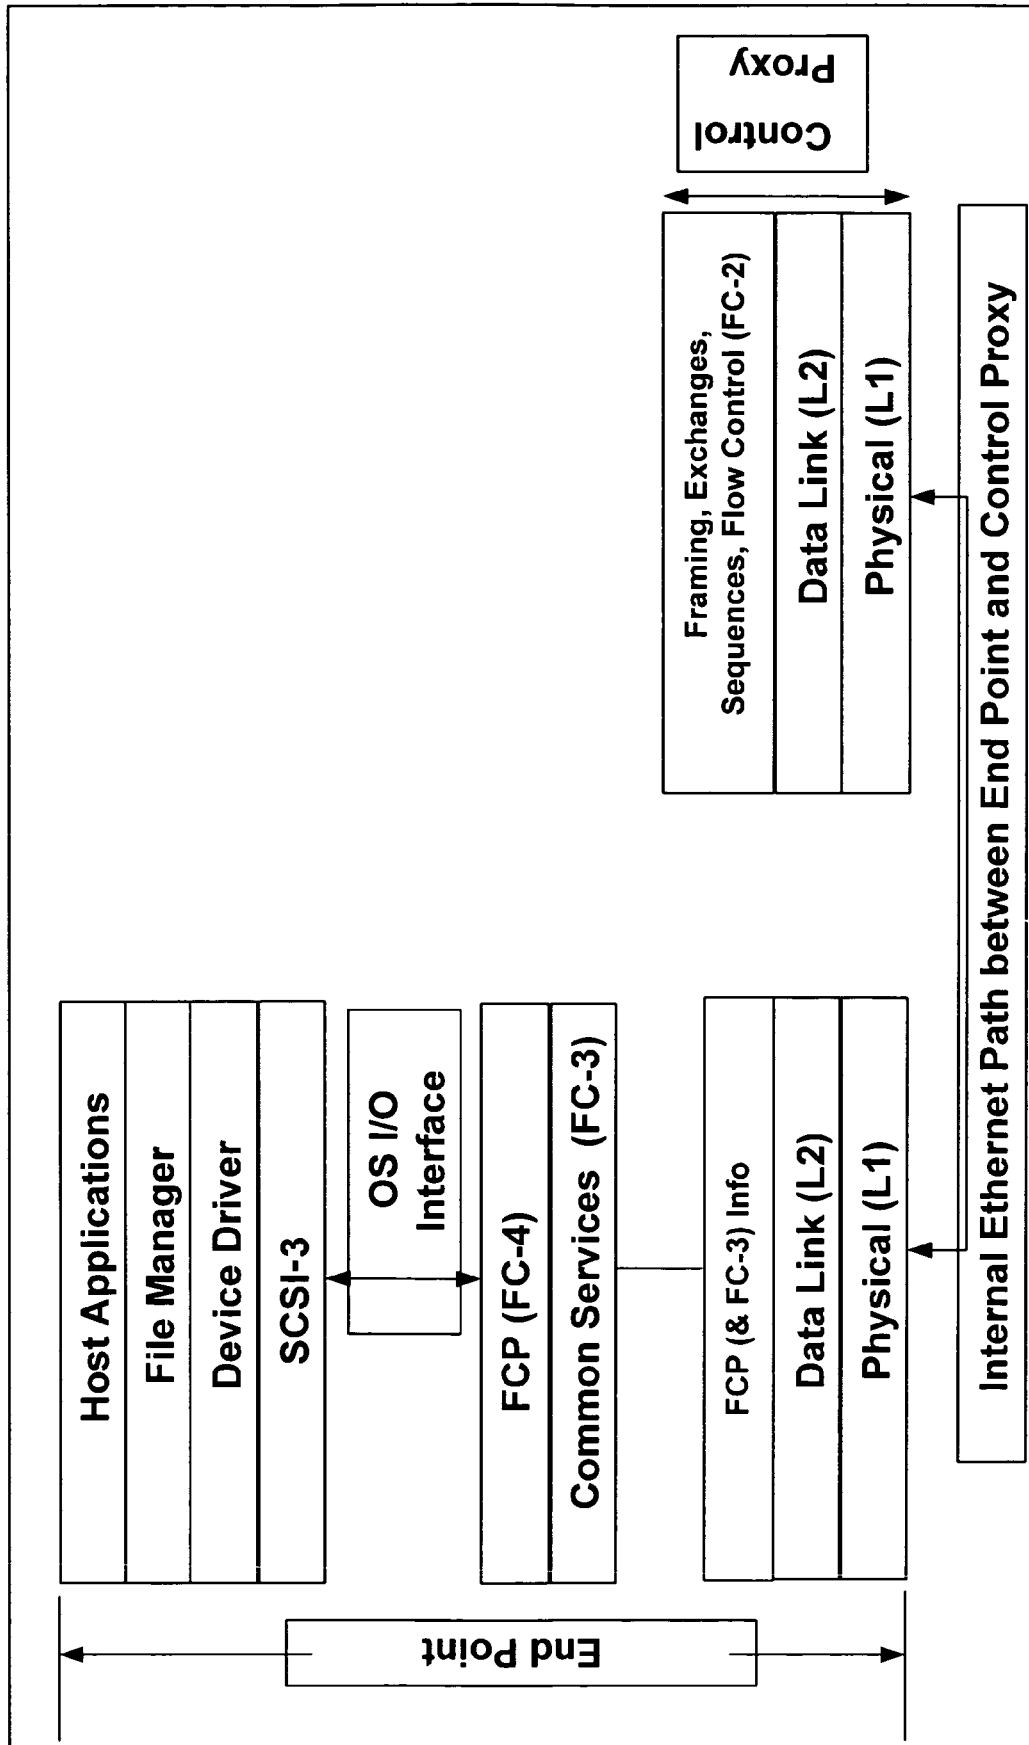 Host Applications
File Manager
Device Driver
SCSI-3
OS I/O
Interface
FCP (FC-4)
Common Services (FC-3)
FCP (& FC-3) Info
Data Link (L2)
Physical (L1)
End Point
Framing, Exchanges,
Sequences, Flow Control (FC-2)
Data Link (L2)
Physical (L1)
Control
Proxy
Internal Ethernet Path between End Point and Control Proxy